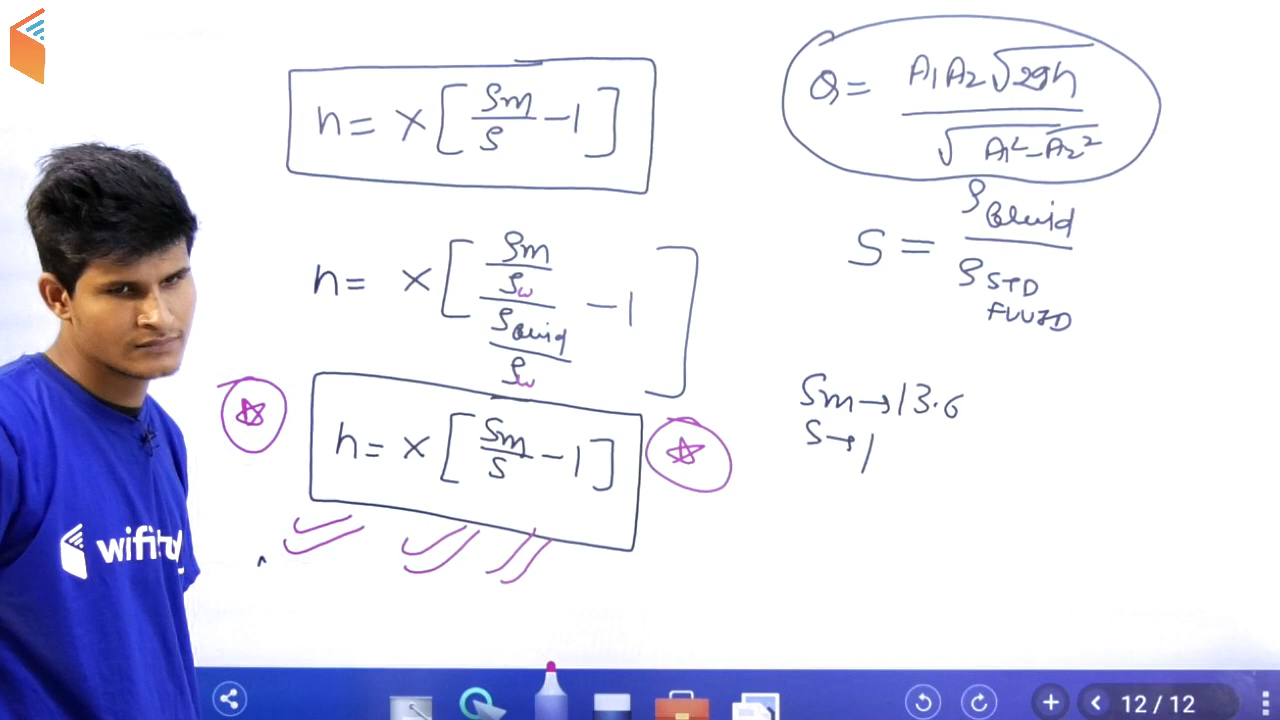 h = x [ρm/ρ - 1]
Q = A₁A₂√2gh / √A₁²-A₂²
h = x [ρm/ρw / ρfluid/ρw - 1]
S = ρfluid / ρSTD FLUID
h = x [Sm/S - 1]
Sm → 13.6
S → 1
wifistudy
12 / 12